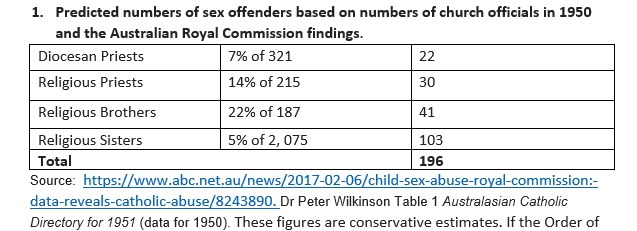 1. Predicted numbers of sex offenders based on numbers of church officials in 1950
and the Australian Royal Commission findings.
Diocesan Priests 7% of 321 22
Religious Priests 14% of 215 30
Religious Brothers 22% of 187 41
Religious Sisters 5% of 2, 075 103
Total 196
Source: https://www.abc.net.au/news/2017-02-06/child-sex-abuse-royal-commission:-
data-reveals-catholic-abuse/8243890. Dr Peter Wilkinson Table 1 Australasian Catholic
Directory for 1951 (data for 1950). These figures are conservative estimates. If the Order of